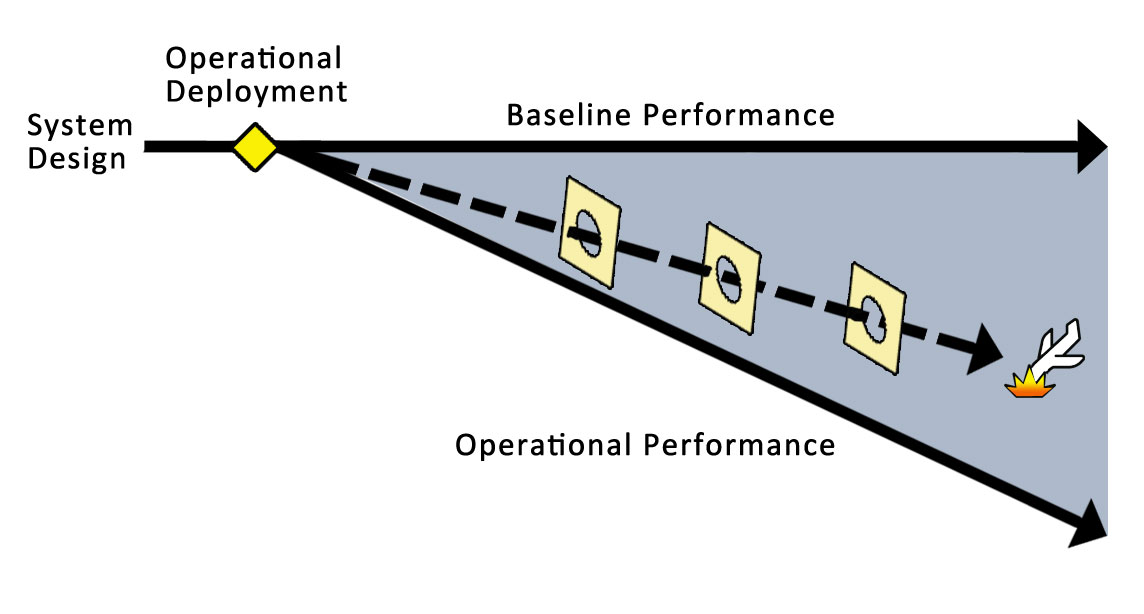 Operational
Deployment
System
Design
Baseline Performance
Operational Performance